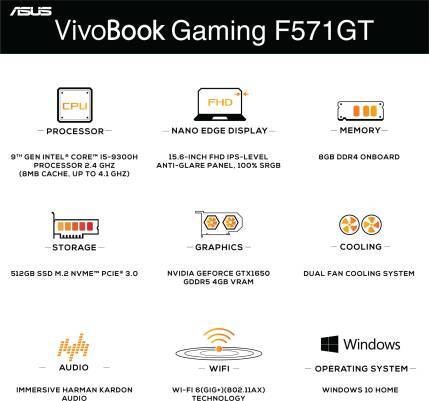 ASUS
VivoBook Gaming F571GT
CPU
PROCESSOR
9TH GEN INTEL® CORE™ I5-9300H
PROCESSOR 2.4 GHZ
(8MB CACHE, UP TO 4.1 GHZ)
FHD
NANO EDGE DISPLAY
15.6-INCH FHD IPS-LEVEL
ANTI-GLARE PANEL, 100% SRGB
MEMORY
8GB DDR4 ONBOARD
STORAGE
512GB SSD M.2 NVME™ PCIE® 3.0
GRAPHICS
NVIDIA GEFORCE GTX1650
GDDR5 4GB VRAM
COOLING
DUAL FAN COOLING SYSTEM
AUDIO
IMMERSIVE HARMAN KARDON
AUDIO
WIFI
WI-FI 6(GIG+)(802.11AX)
TECHNOLOGY
Windows
OPERATING SYSTEM
WINDOWS 10 HOME